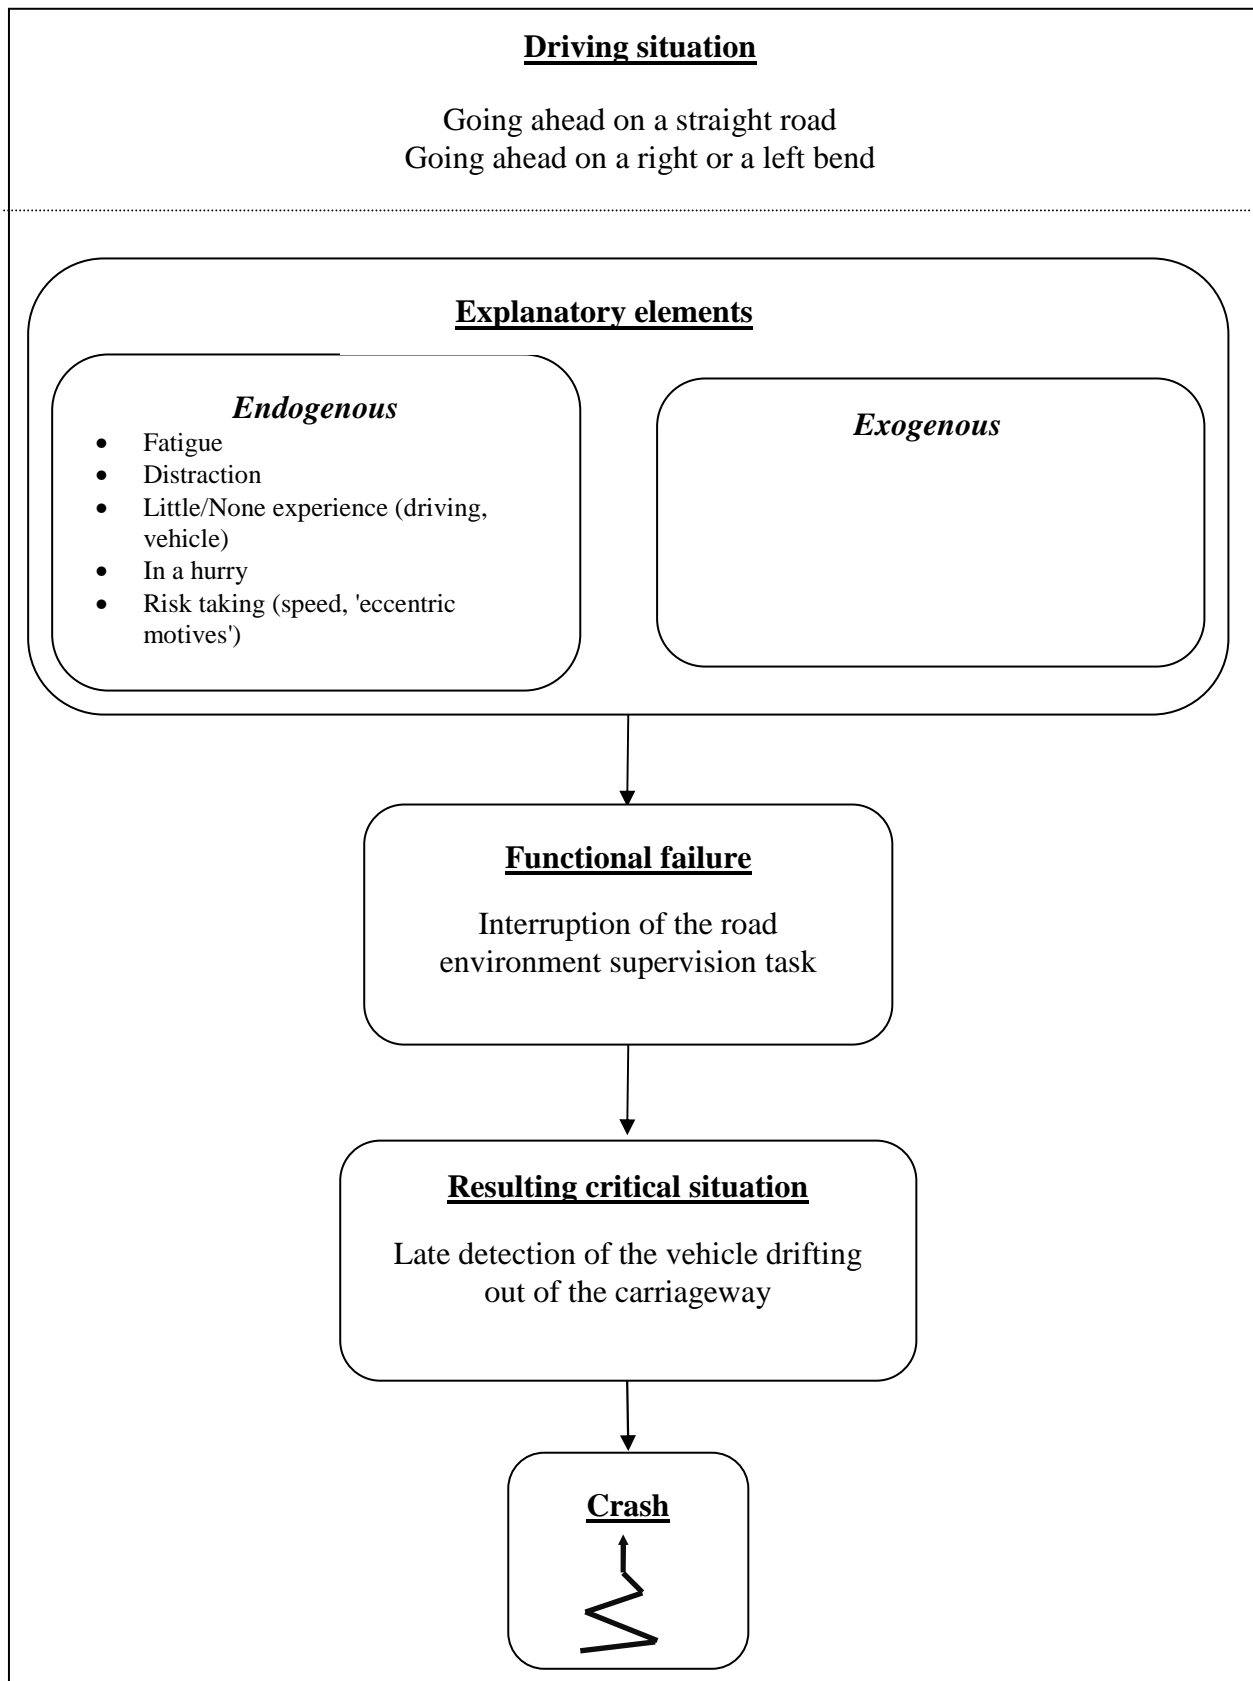 Driving situation
Going ahead on a straight road
Going ahead on a right or a left bend
Explanatory elements
Endogenous
• Fatigue
• Distraction
• Little/None experience (driving,
vehicle)
• In a hurry
• Risk taking (speed, 'eccentric
motives')
Exogenous
Functional failure
Interruption of the road
environment supervision task
Resulting critical situation
Late detection of the vehicle drifting
out of the carriageway
Crash